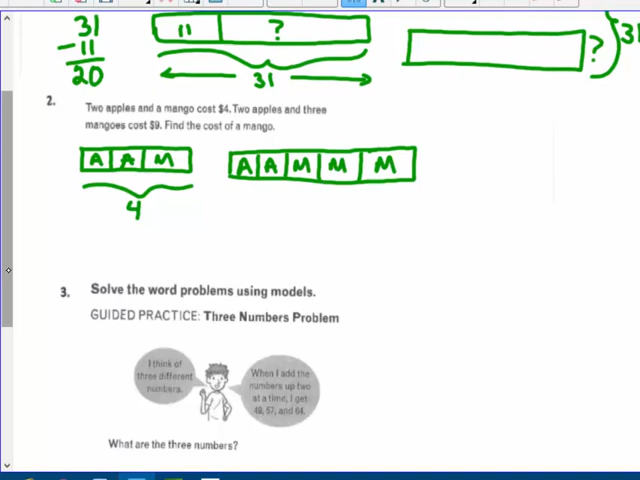 31
-11
20
11 ?
31
? 31
2.
Two apples and a mango cost $4. Two apples and three
mangoes cost $9. Find the cost of a mango.
A A M
4
A A M M M
3. Solve the word problems using models.
GUIDED PRACTICE: Three Numbers Problem
I think of
three different
numbers.
When I add the
numbers up two
at a time, I get
49, 57, and 64.
What are the three numbers?